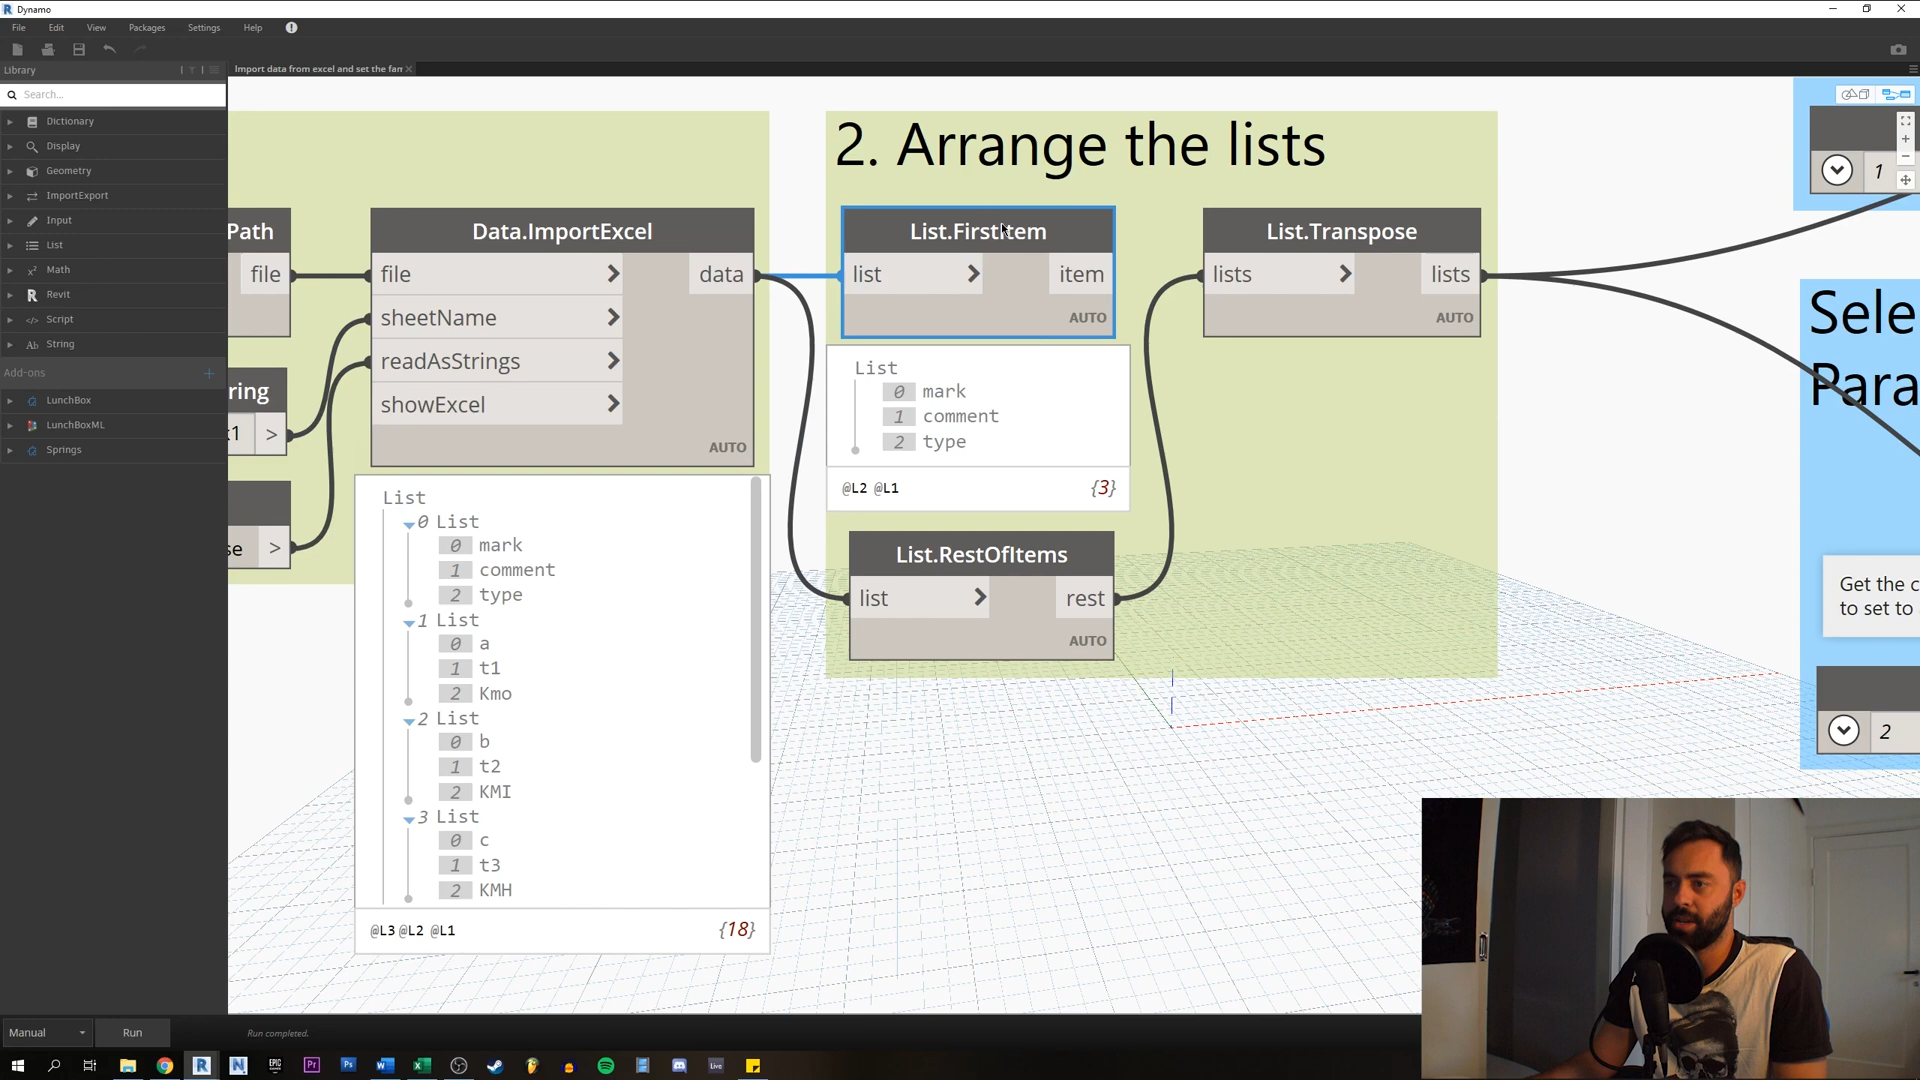 Dynamo
File Edit View Packages Settings Help
Library
Import data from excel and set the fam
Search...
Dictionary
Display
Geometry
ImportExport
Input
List
Math
Revit
Script
String
Add-ons
LunchBox
LunchBoxML
Springs
Path
file
ring
:1 >
se >
Data.ImportExcel
file > data
sheetName >
readAsStrings >
showExcel >
AUTO
List
0 List
0 mark
1 comment
2 type
1 List
0 a
1 t1
2 Kmo
2 List
0 b
1 t2
2 KMI
3 List
0 c
1 t3
2 KMH
@L3 @L2 @L1 {18}
2. Arrange the lists
List.FirstItem
list > item
AUTO
List
0 mark
1 comment
2 type
@L2 @L1 {3}
List.RestOfItems
list > rest
AUTO
List.Transpose
lists > lists
AUTO
1
Sele
Para
Get the c
to set to
2
Manual Run Run completed.